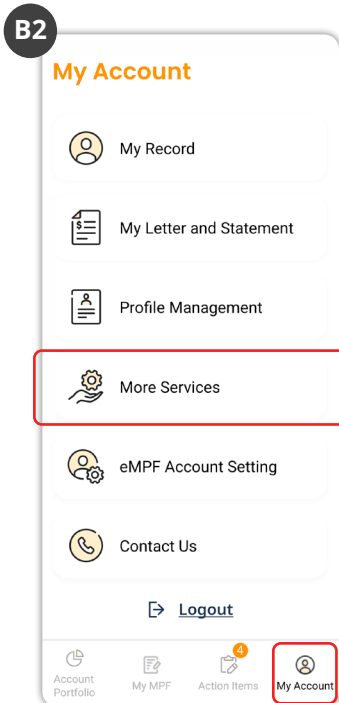 B2
My Account
My Record
My Letter and Statement
Profile Management
More Services
eMPF Account Setting
Contact Us
Logout
4
Account
Portfolio
My MPF
Action Items
My Account